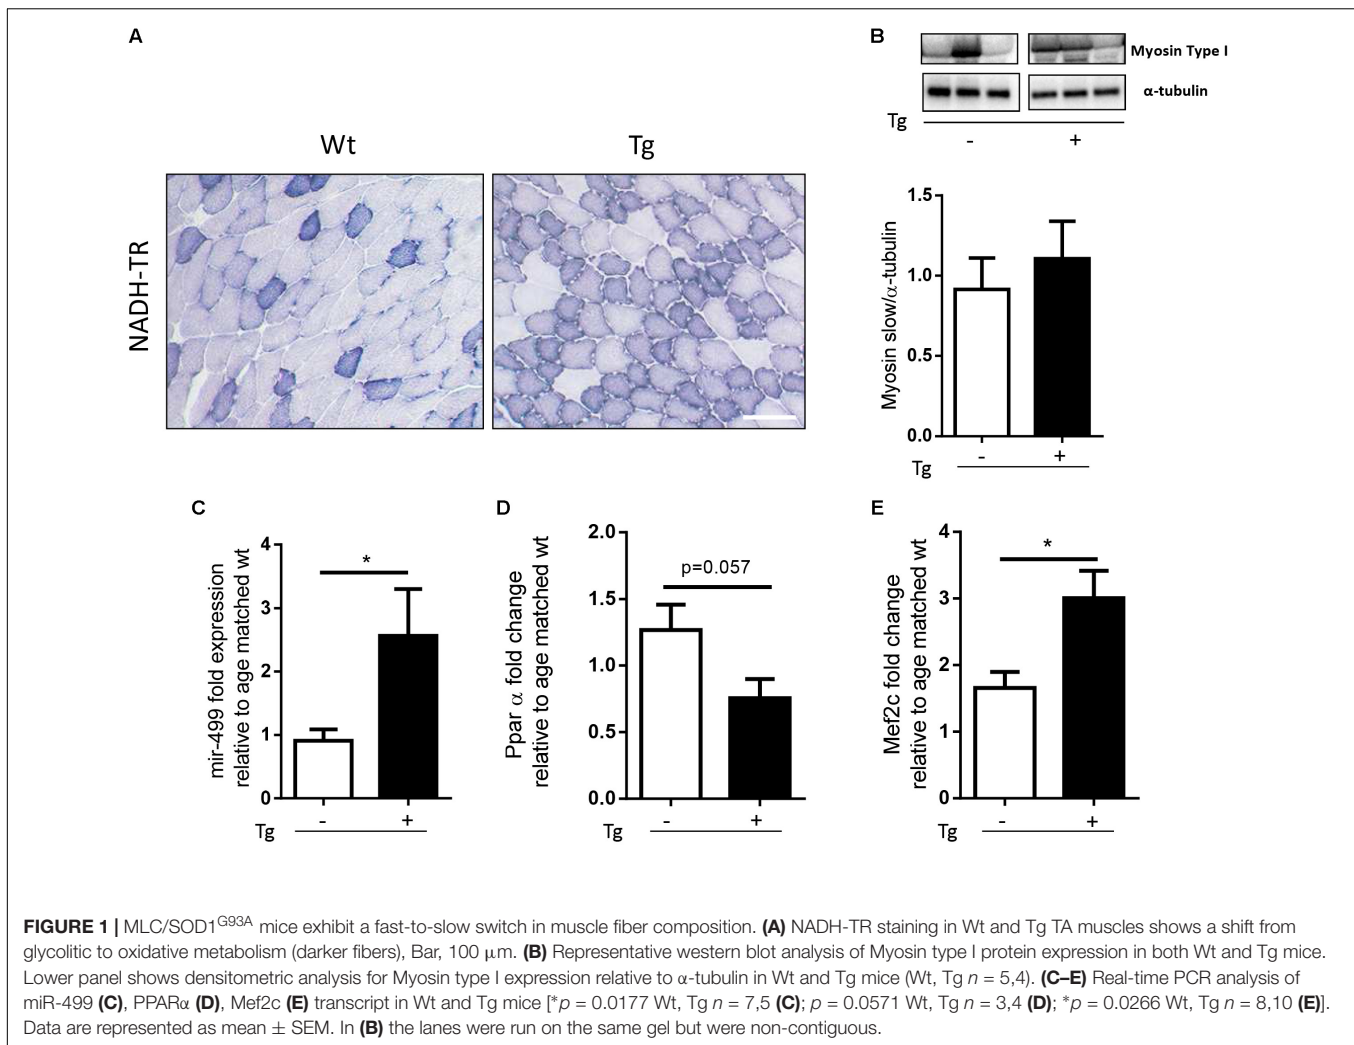 A
Wt
Tg
NADH-TR
B
Myosin Type I
α-tubulin
Tg
- +
Myosin slow/α-tubulin
1.5
1.0
0.5
0.0
- +
Tg
C
mir-499 fold expression
relative to age matched wt
4
3
2
1
0
*
- +
Tg
D
Ppar α fold change
relative to age matched wt
2.0
1.5
1.0
0.5
0.0
p=0.057
- +
Tg
E
Mef2c fold change
relative to age matched wt
4
3
2
1
0
*
- +
Tg
FIGURE 1 | MLC/SOD1G93A mice exhibit a fast-to-slow switch in muscle fiber composition. (A) NADH-TR staining in Wt and Tg TA muscles shows a shift from
glycolitic to oxidative metabolism (darker fibers), Bar, 100 μm. (B) Representative western blot analysis of Myosin type I protein expression in both Wt and Tg mice.
Lower panel shows densitometric analysis for Myosin type I expression relative to α-tubulin in Wt and Tg mice (Wt, Tg n = 5,4). (C–E) Real-time PCR analysis of
miR-499 (C), PPARα (D), Mef2c (E) transcript in Wt and Tg mice [*p = 0.0177 Wt, Tg n = 7,5 (C); p = 0.0571 Wt, Tg n = 3,4 (D); *p = 0.0266 Wt, Tg n = 8,10 (E)].
Data are represented as mean ± SEM. In (B) the lanes were run on the same gel but were non-contiguous.